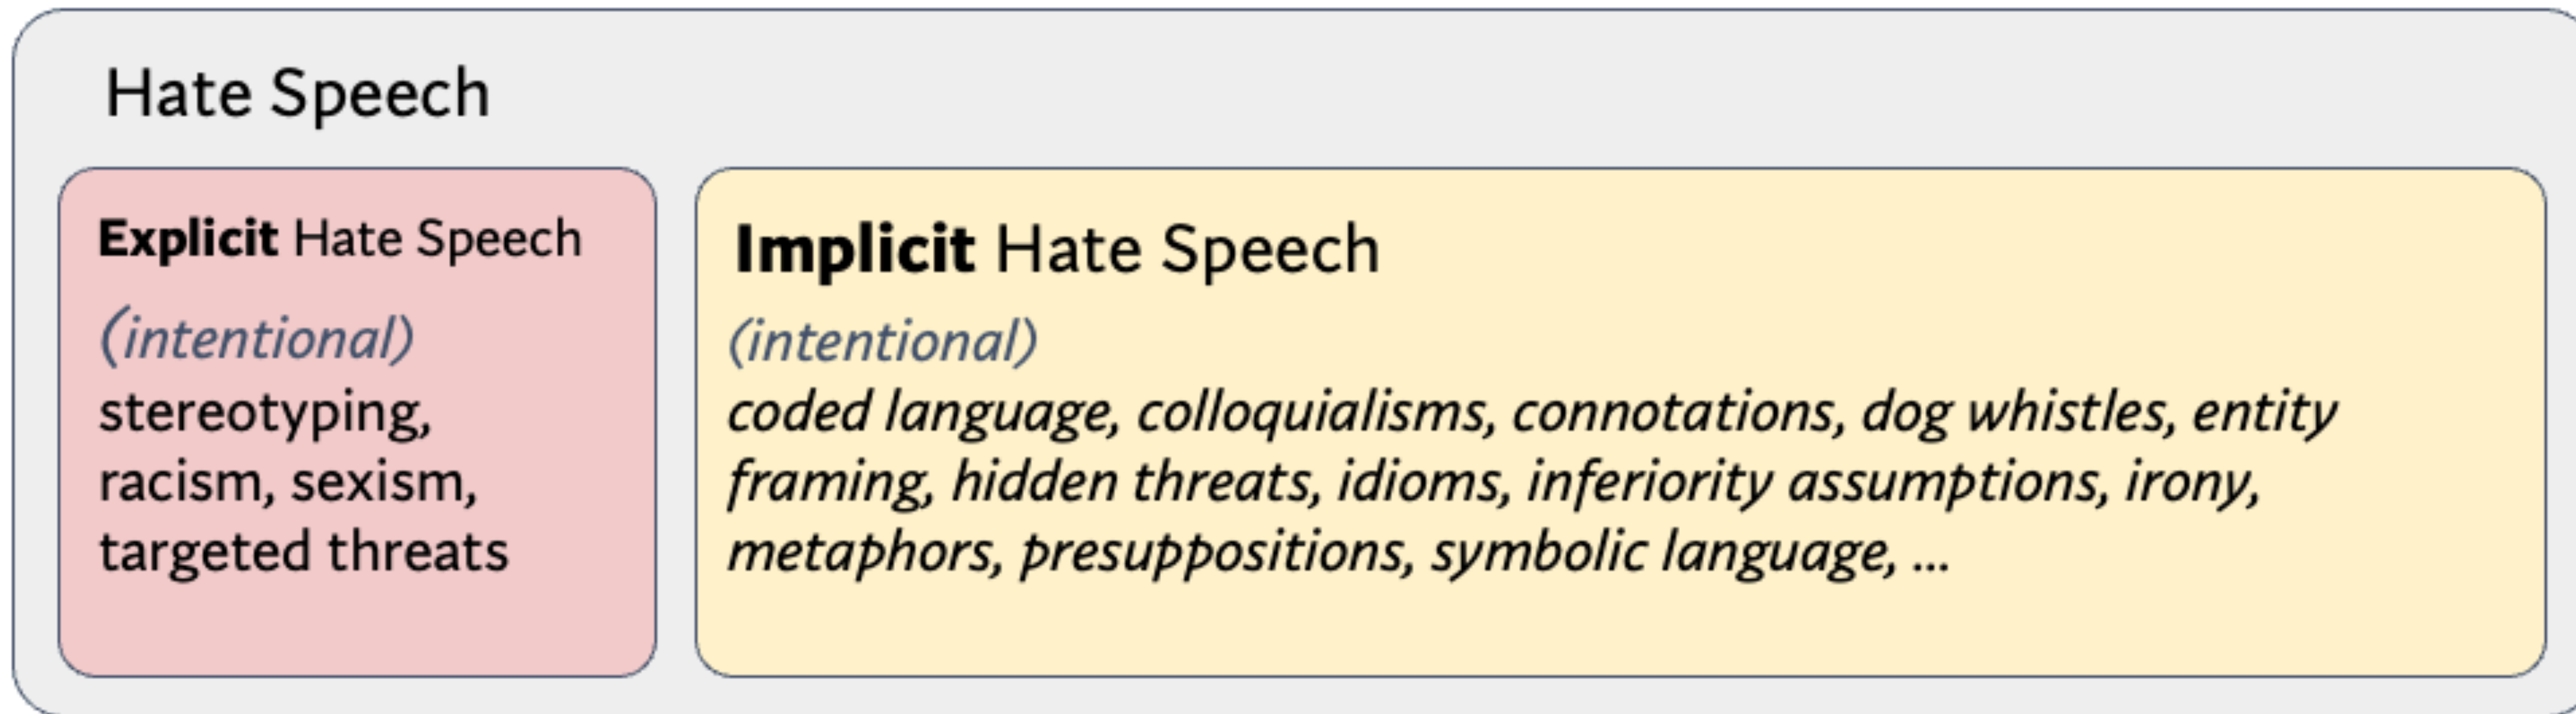 Hate Speech
Explicit Hate Speech
(intentional)
stereotyping,
racism, sexism,
targeted threats
Implicit Hate Speech
(intentional)
coded language, colloquialisms, connotations, dog whistles, entity
framing, hidden threats, idioms, inferiority assumptions, irony,
metaphors, presuppositions, symbolic language, ...